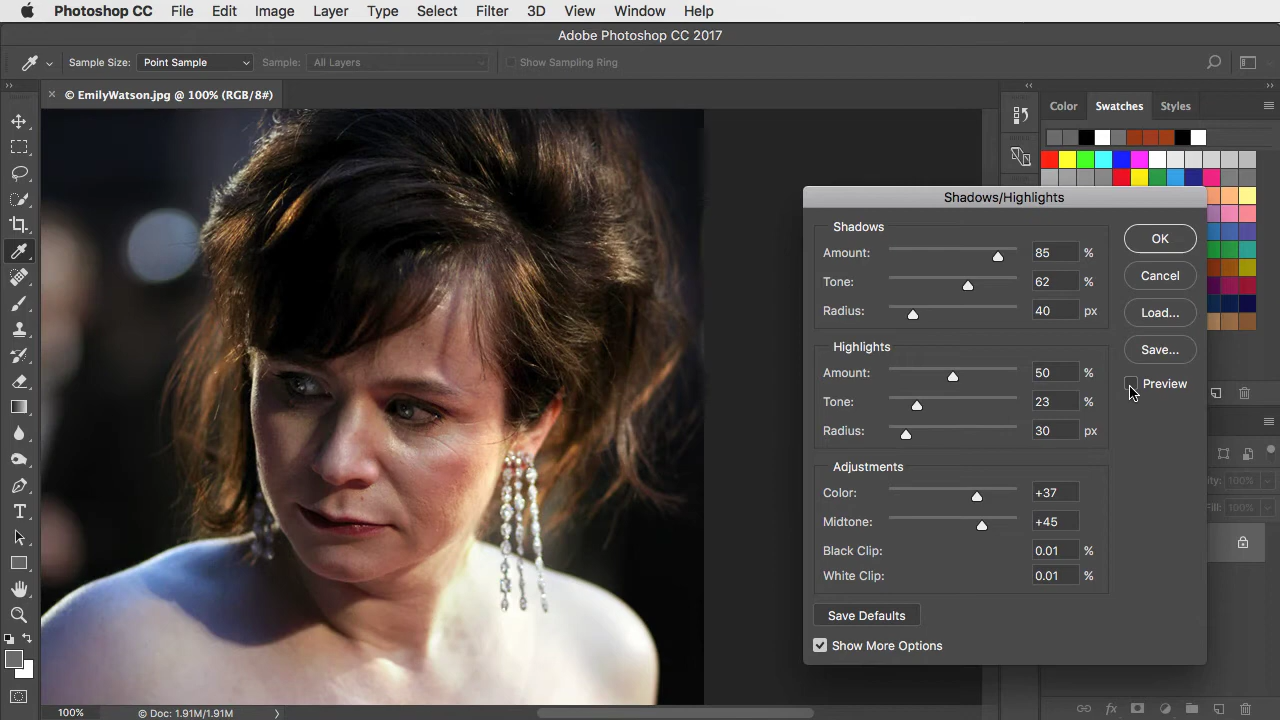 Photoshop CC File Edit Image Layer Type Select Filter 3D View Window Help
Adobe Photoshop CC 2017
Sample Size: Point Sample Sample: All Layers Show Sampling Ring
× © EmilyWatson.jpg @ 100% (RGB/8#)
Color Swatches Styles
Shadows/Highlights
Shadows
Amount: 85 %
Tone: 62 %
Radius: 40 px
Highlights
Amount: 50 %
Tone: 23 %
Radius: 30 px
Adjustments
Color: +37
Midtone: +45
Black Clip: 0.01 %
White Clip: 0.01 %
Save Defaults
Show More Options
OK
Cancel
Load...
Save...
Preview
100%
100%
fx
100% Doc: 1.91M/1.91M